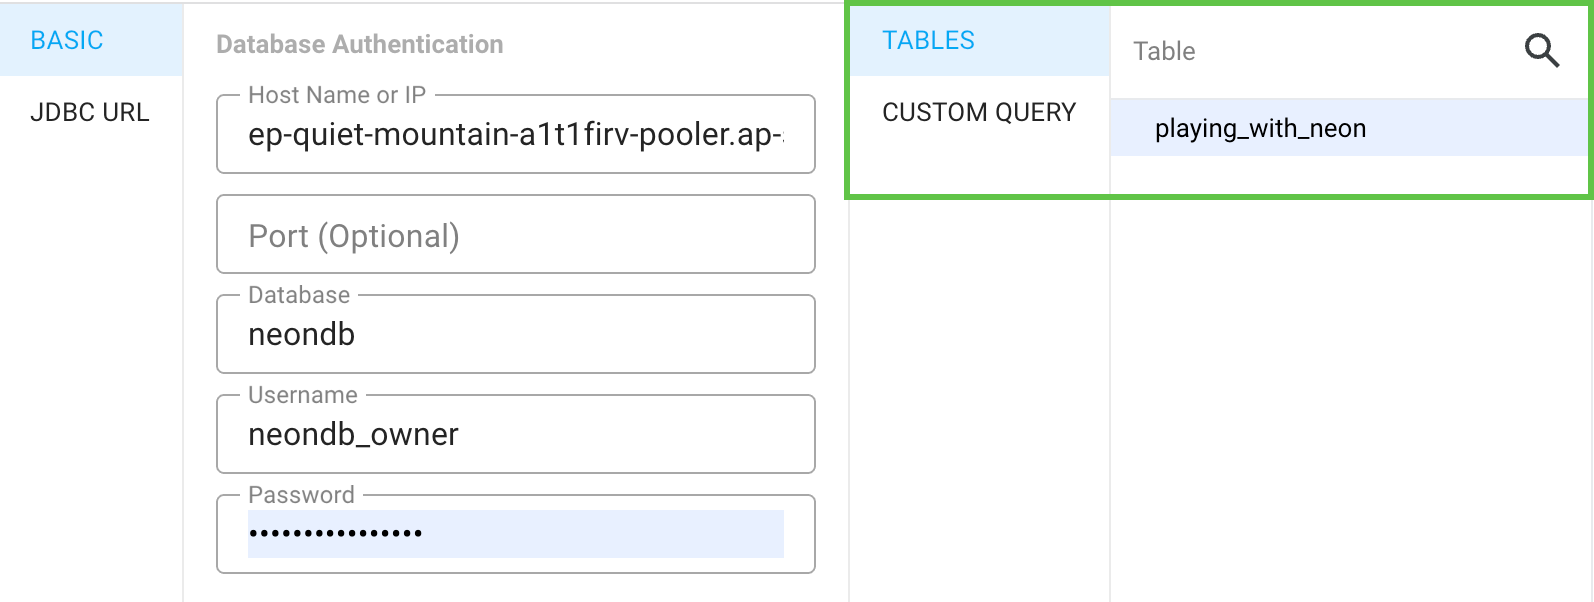 BASIC
JDBC URL
Database Authentication
Host Name or IP
ep-quiet-mountain-a1t1firv-pooler.ap-
Port (Optional)
Database
neondb
Username
neondb_owner
Password
••••••••••••••••
TABLES
CUSTOM QUERY
Table
playing_with_neon